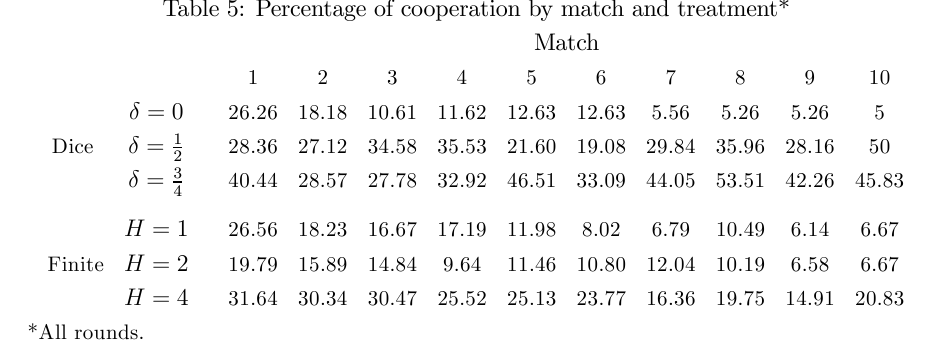 Table 5: Percentage of cooperation by match and treatment*
Match
1 2 3 4 5 6 7 8 9 10
δ = 0 26.26 18.18 10.61 11.62 12.63 12.63 5.56 5.26 5.26 5
Dice δ = 1/2 28.36 27.12 34.58 35.53 21.60 19.08 29.84 35.96 28.16 50
δ = 3/4 40.44 28.57 27.78 32.92 46.51 33.09 44.05 53.51 42.26 45.83
H = 1 26.56 18.23 16.67 17.19 11.98 8.02 6.79 10.49 6.14 6.67
Finite H = 2 19.79 15.89 14.84 9.64 11.46 10.80 12.04 10.19 6.58 6.67
H = 4 31.64 30.34 30.47 25.52 25.13 23.77 16.36 19.75 14.91 20.83
*All rounds.